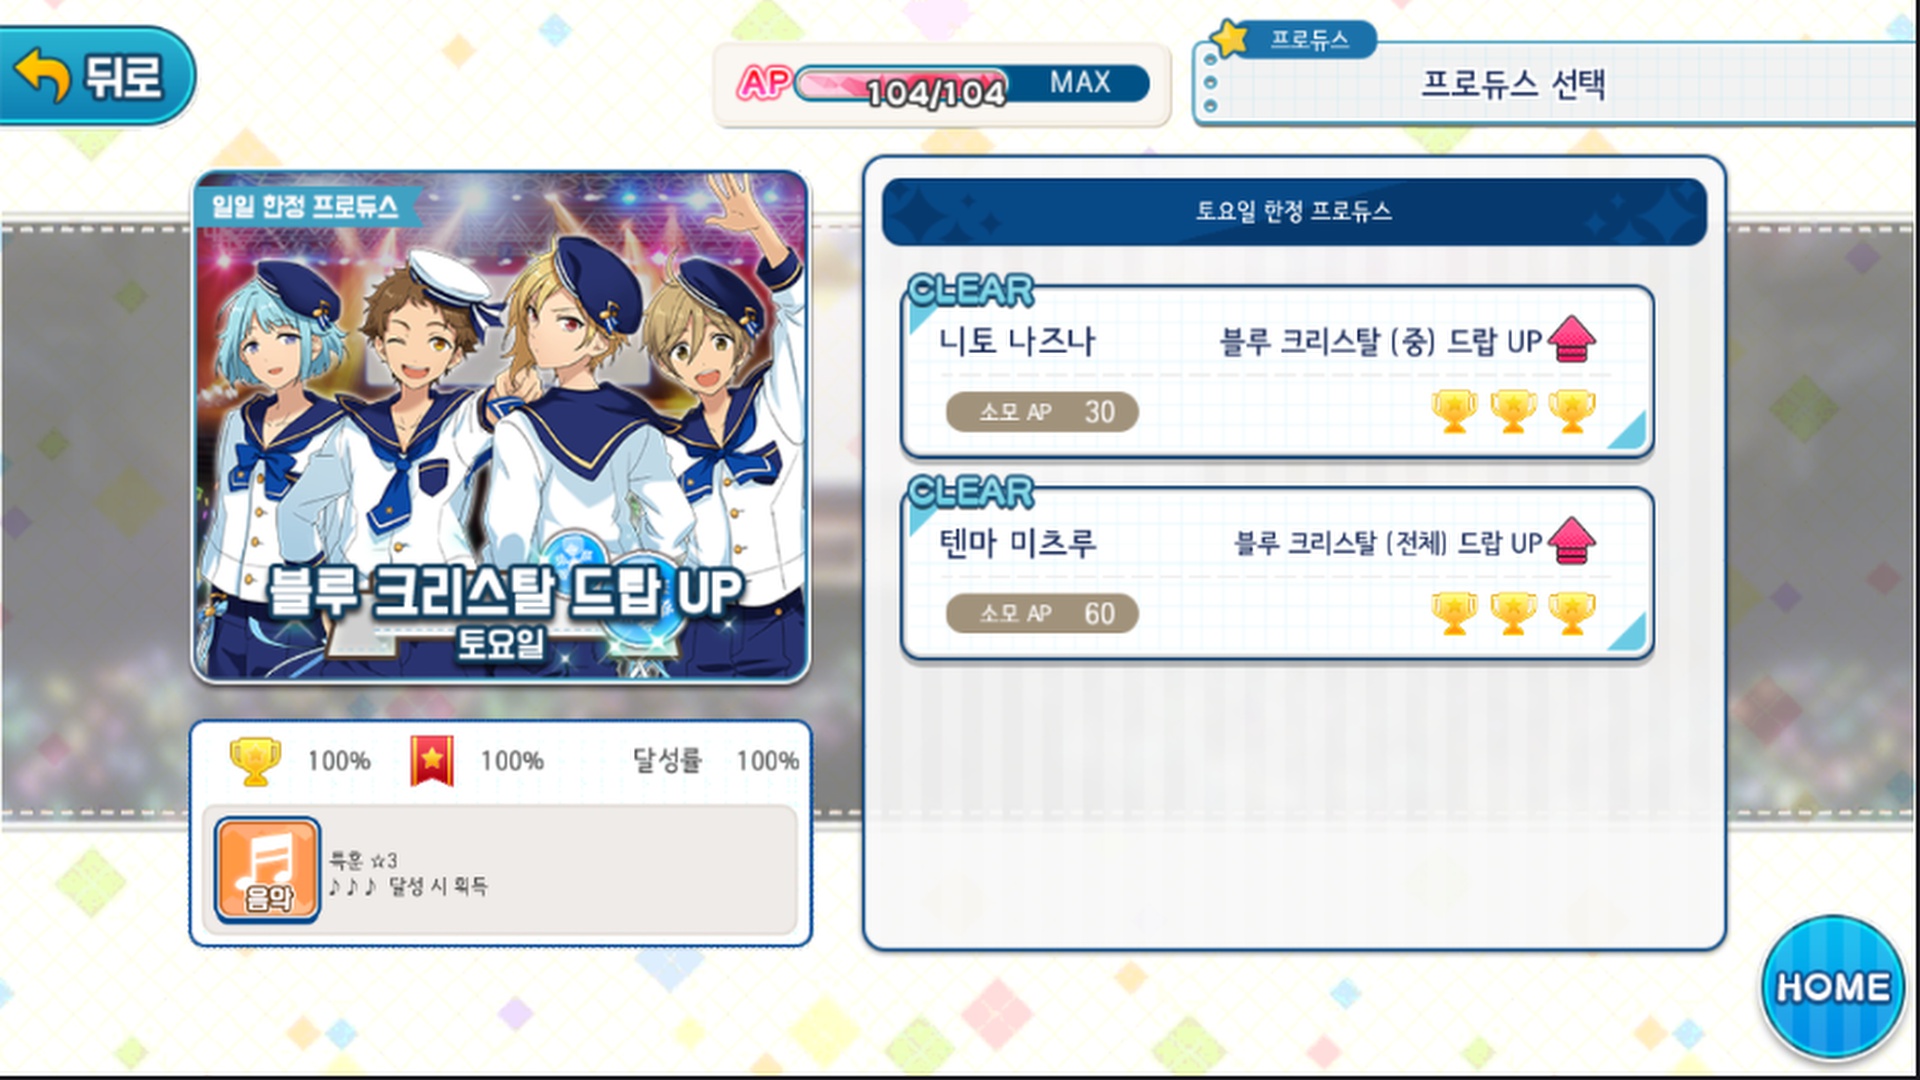 뒤로
AP 104/104 MAX
프로듀스
프로듀스 선택
일일 한정 프로듀스
블루 크리스탈 드랍 UP
토요일
100% 100% 달성률 100%
음악
특훈 ☆3
♪♪♪ 달성 시 획득
토요일 한정 프로듀스
CLEAR
니토 나즈나 블루 크리스탈 (중) 드랍 UP
소모 AP 30
CLEAR
텐마 미츠루 블루 크리스탈 (전체) 드랍 UP
소모 AP 60
HOME